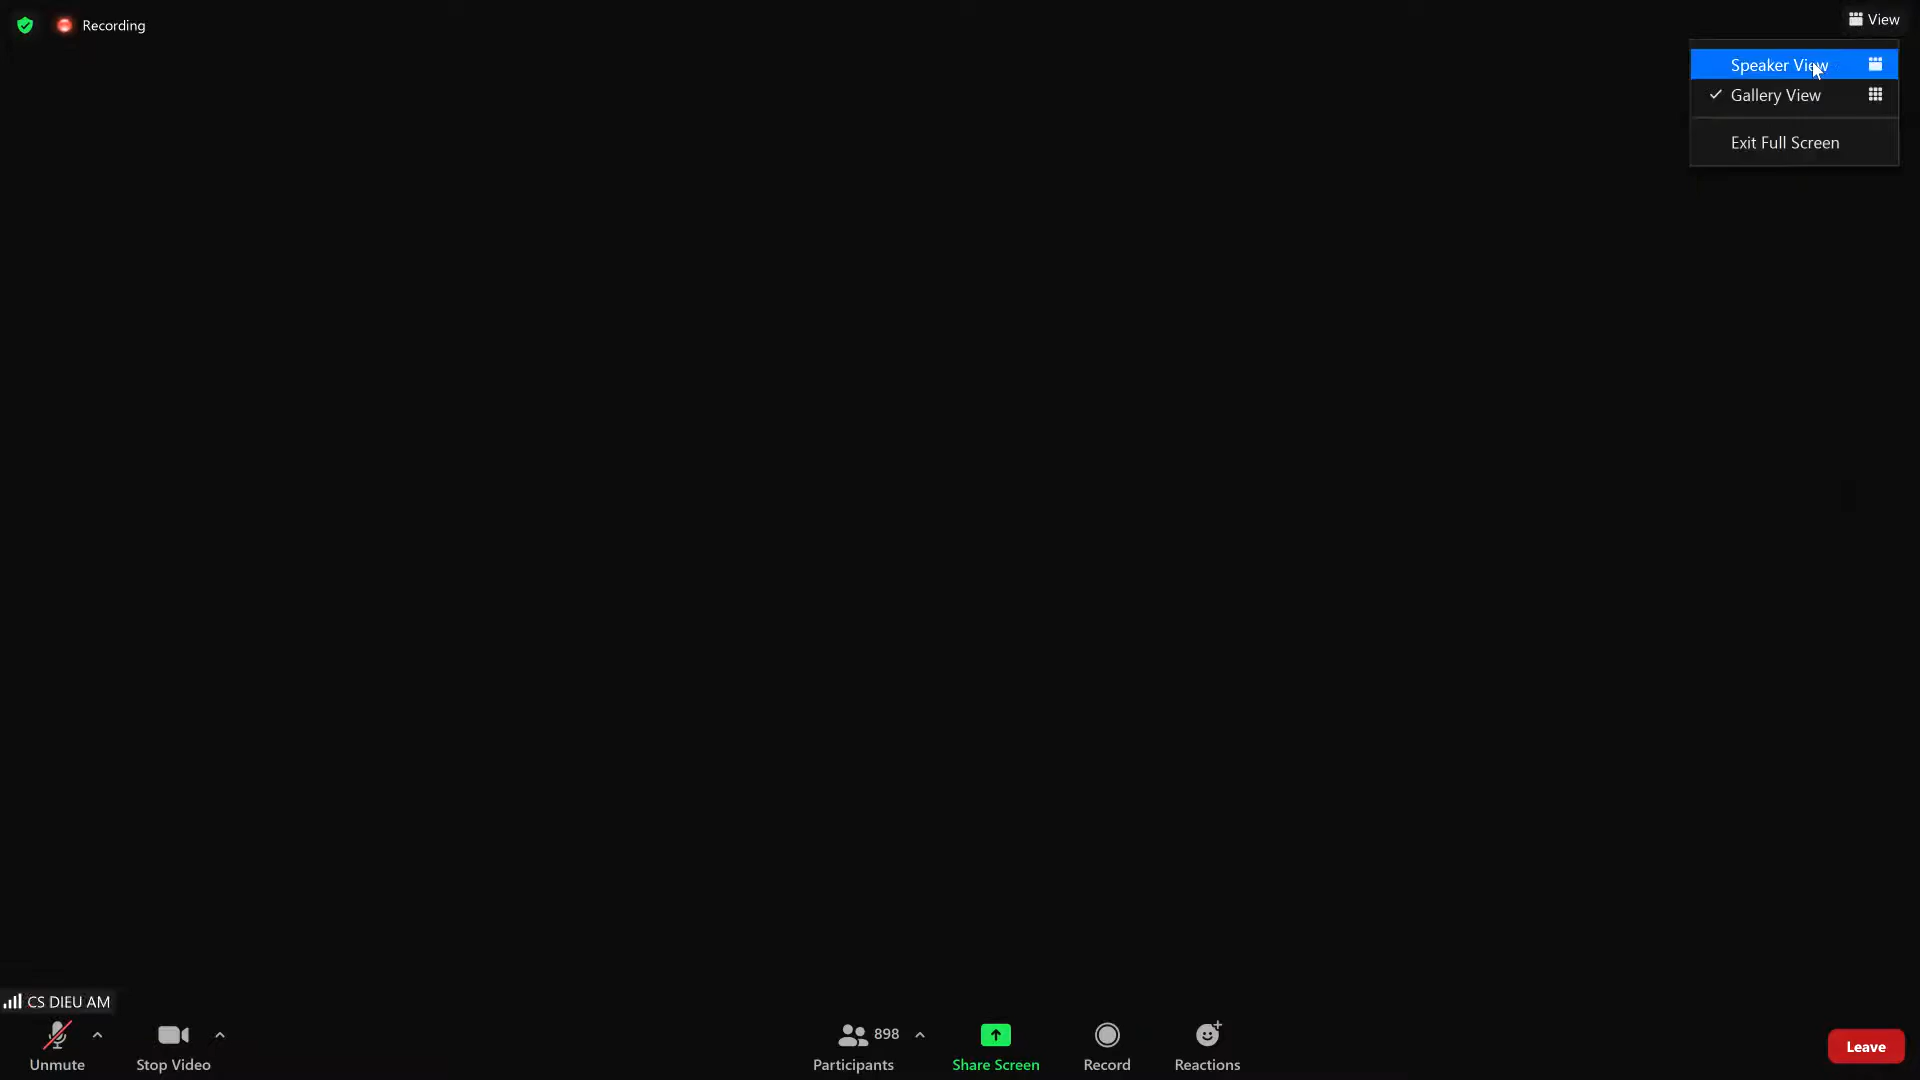 Recording
View
Speaker View
Gallery View
Exit Full Screen
CS DIEU AM
Unmute
Stop Video
898
Participants
Share Screen
Record
Reactions
Leave